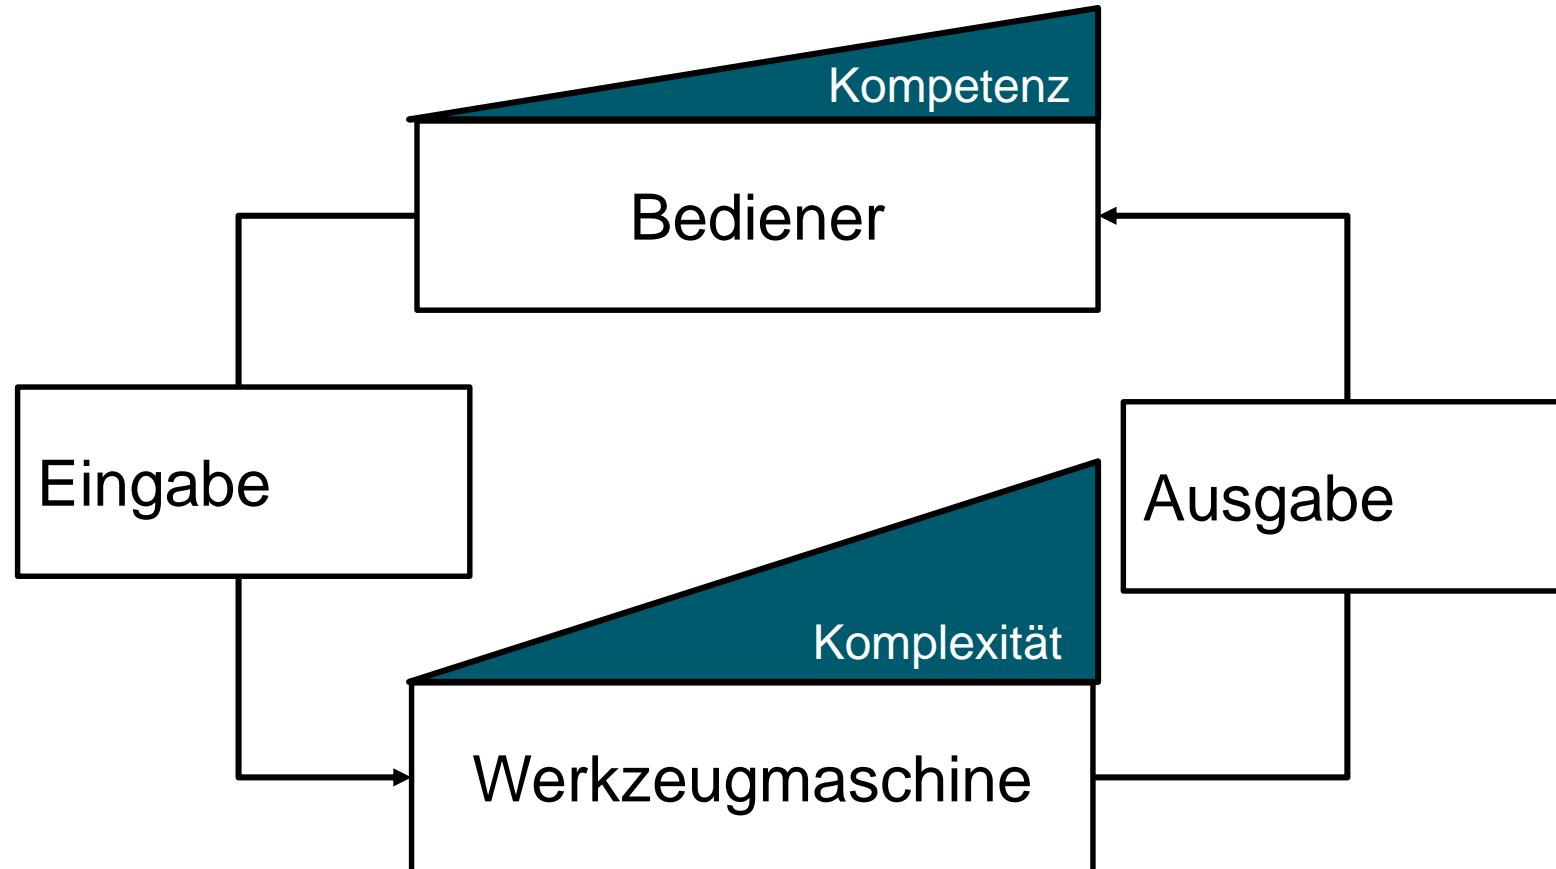 Kompetenz
Bediener
Eingabe
Ausgabe
Komplexität
Werkzeugmaschine